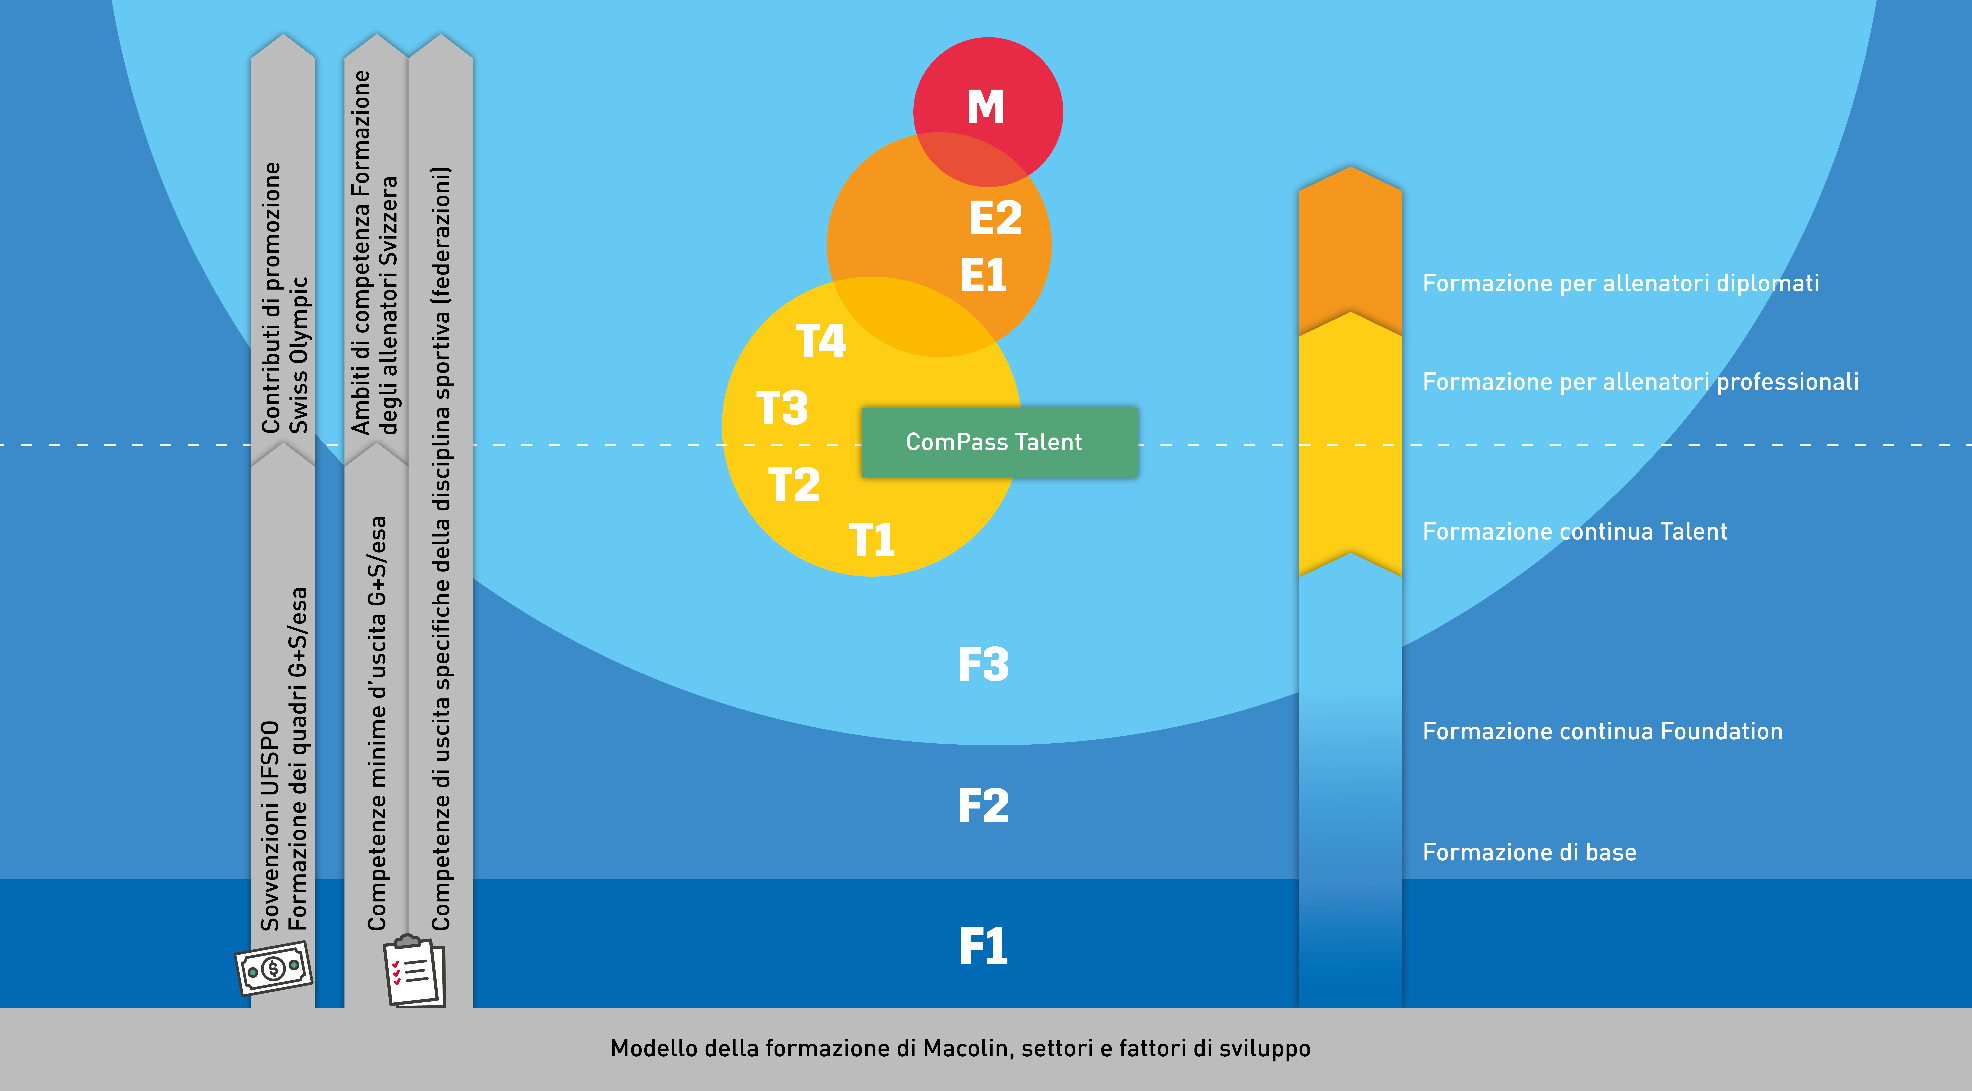 Contributi di promozione
Swiss Olympic
Sovvenzioni UFSPO
Formazione dei quadri G+S/esa
Ambiti di competenza Formazione
degli allenatori Svizzera
Competenze minime d'uscita G+S/esa
Competenze di uscita specifiche della disciplina sportiva (federazioni)
M
E2
E1
T4
T3
ComPass Talent
T2
T1
F3
F2
F1
Formazione per allenatori diplomati
Formazione per allenatori professionali
Formazione continua Talent
Formazione continua Foundation
Formazione di base
$
Modello della formazione di Macolin, settori e fattori di sviluppo